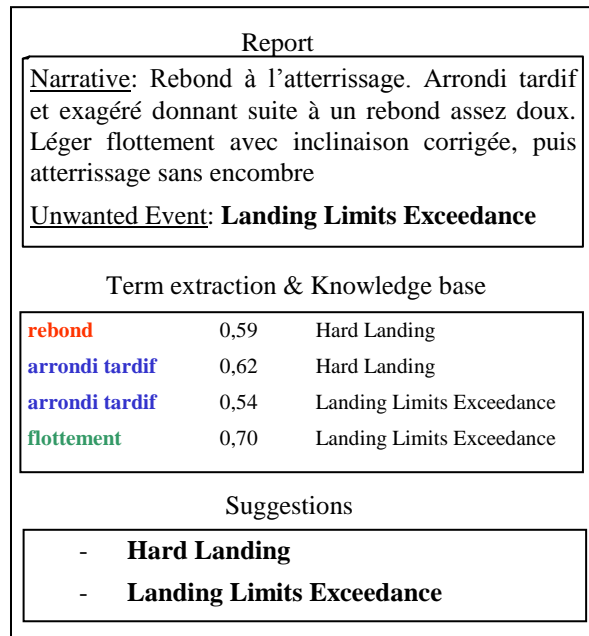 Report
Narrative: Rebond à l’atterrissage. Arrondi tardif
et exagéré donnant suite à un rebond assez doux.
Léger flottement avec inclinaison corrigée, puis
atterrissage sans encombre
Unwanted Event: Landing Limits Exceedance
Term extraction & Knowledge base
rebond 0,59 Hard Landing
arrondi tardif 0,62 Hard Landing
arrondi tardif 0,54 Landing Limits Exceedance
flottement 0,70 Landing Limits Exceedance
Suggestions
- Hard Landing
- Landing Limits Exceedance